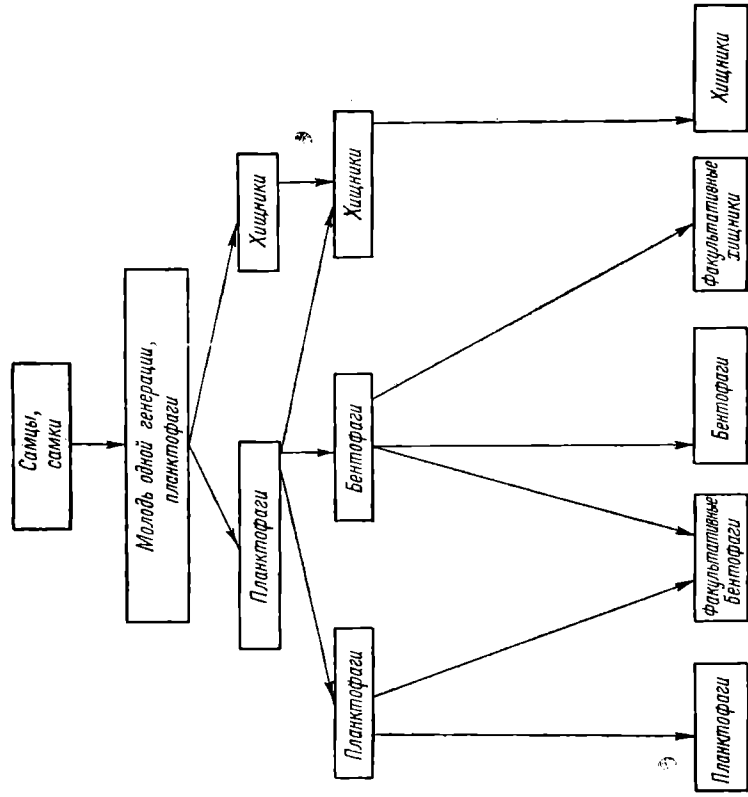 Самцы,
самки
Молодь одной генерации,
планктофаги
Планктофаги
Хищники
Планктофаги
Бентофаги
Хищники
Планктофаги
Факультативные
бентофаги
Бентофаги
Факультативные
хищники
Хищники